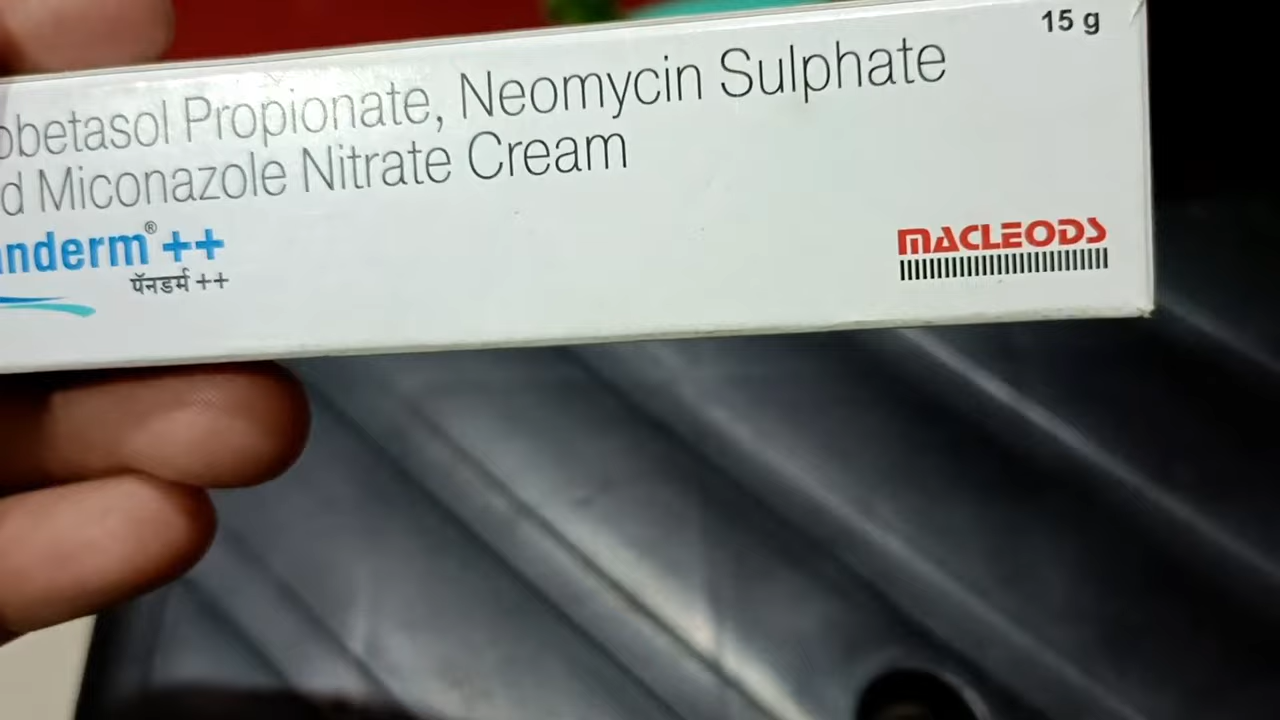 15 g
obetasol Propionate, Neomycin Sulphate
d Miconazole Nitrate Cream
nderm®++
पॅनडर्म ++
MACLEODS